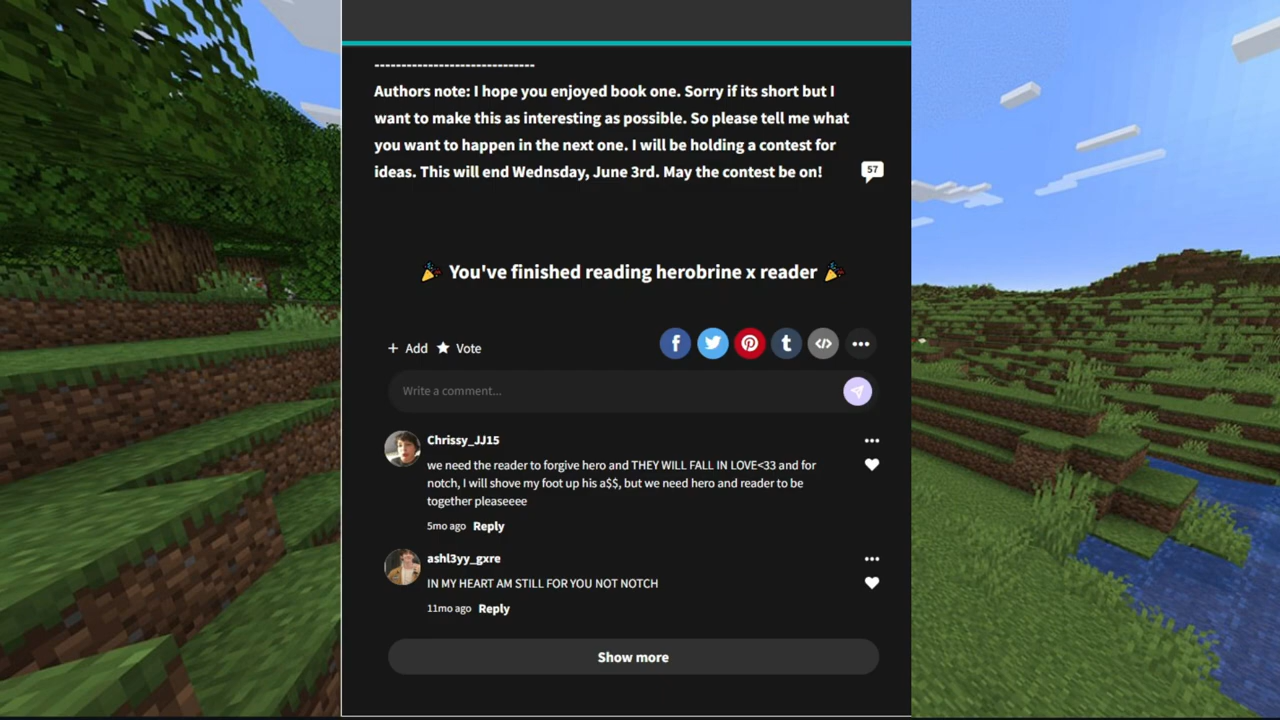 ------------------------------
Authors note: I hope you enjoyed book one. Sorry if its short but I
want to make this as interesting as possible. So please tell me what
you want to happen in the next one. I will be holding a contest for
ideas. This will end Wednsday, June 3rd. May the contest be on!
57
🎉 You've finished reading herobrine x reader 🎉
+ Add ★ Vote
Write a comment...
Chrissy_JJ15
we need the reader to forgive hero and THEY WILL FALL IN LOVE<33 and for
notch, I will shove my foot up his a$$, but we need hero and reader to be
together pleaseeee
5mo ago Reply
ashl3yy_gxre
IN MY HEART AM STILL FOR YOU NOT NOTCH
11mo ago Reply
Show more